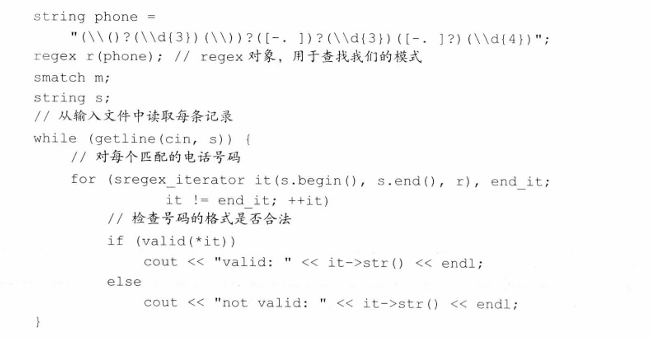 string phone =
"(\\()?(\\d{3})(\\))?([-. ])?(\\d{3})([-. ]?)(\\d{4})";
regex r(phone); // regex 对象，用于查找我们的模式
smatch m;
string s;
// 从输入文件中读取每条记录
while (getline(cin, s)) {
// 对每个匹配的电话号码
for (sregex_iterator it(s.begin(), s.end(), r), end_it;
it != end_it; ++it)
// 检查号码的格式是否合法
if (valid(*it))
cout << "valid: " << it->str() << endl;
else
cout << "not valid: " << it->str() << endl;
}